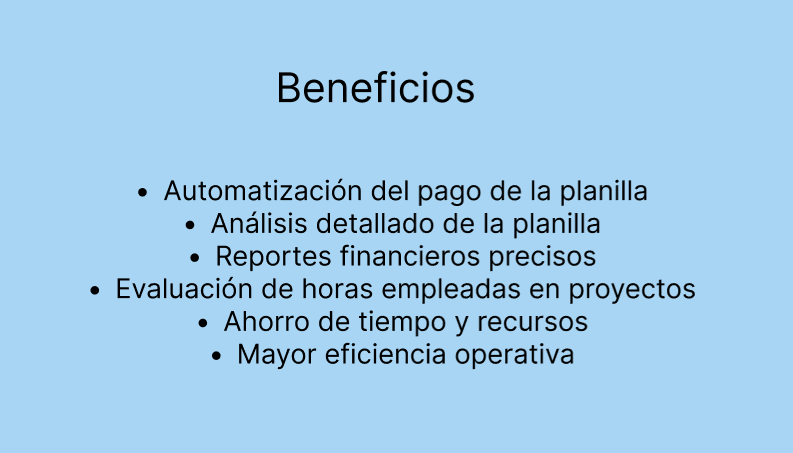 Beneficios
• Automatización del pago de la planilla
• Análisis detallado de la planilla
• Reportes financieros precisos
• Evaluación de horas empleadas en proyectos
• Ahorro de tiempo y recursos
• Mayor eficiencia operativa